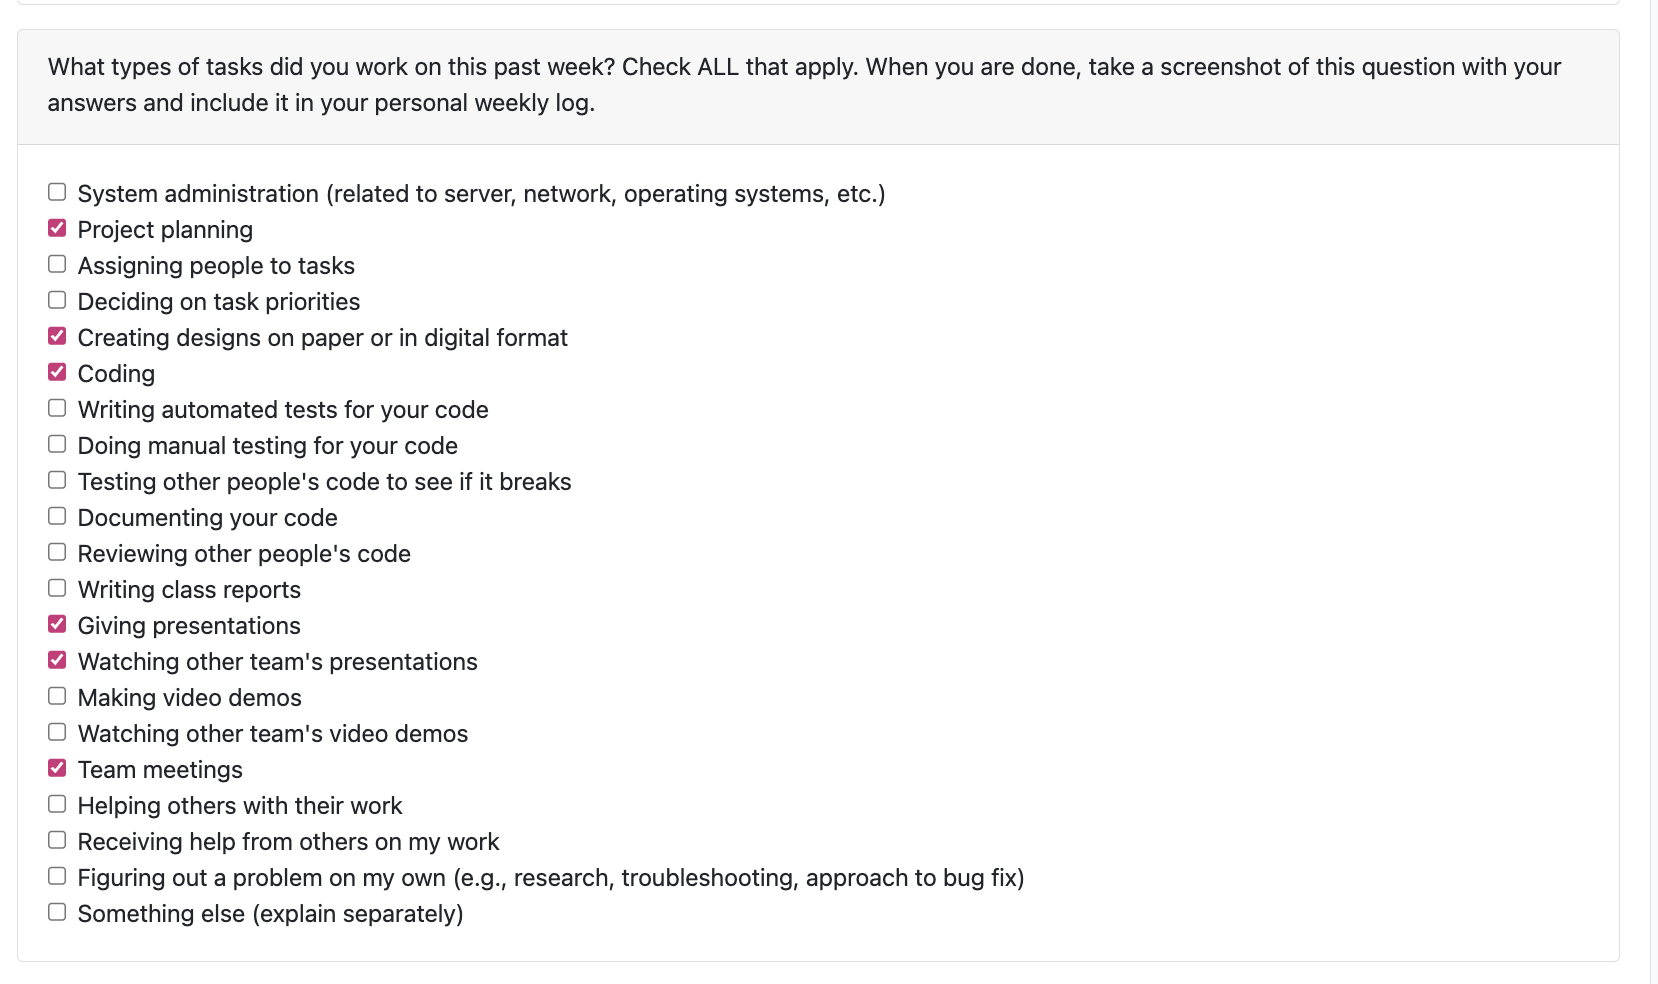 What types of tasks did you work on this past week? Check ALL that apply. When you are done, take a screenshot of this question with your
answers and include it in your personal weekly log.
System administration (related to server, network, operating systems, etc.)
Project planning
Assigning people to tasks
Deciding on task priorities
Creating designs on paper or in digital format
Coding
Writing automated tests for your code
Doing manual testing for your code
Testing other people's code to see if it breaks
Documenting your code
Reviewing other people's code
Writing class reports
Giving presentations
Watching other team's presentations
Making video demos
Watching other team's video demos
Team meetings
Helping others with their work
Receiving help from others on my work
Figuring out a problem on my own (e.g., research, troubleshooting, approach to bug fix)
Something else (explain separately)